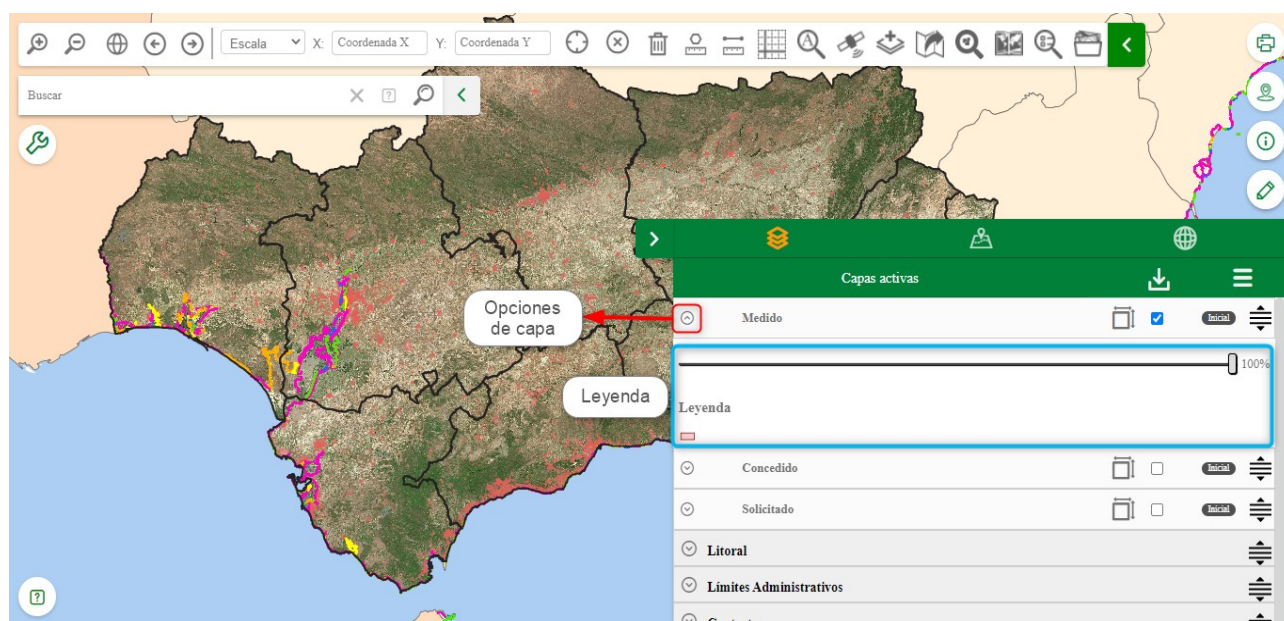 Escala X: Coordenada X Y: Coordenada Y
Buscar
Capas activas
Opciones
de capa
Medido Inicial
100%
Leyenda
Leyenda
Concedido Inicial
Solicitado Inicial
Litoral
Límites Administrativos